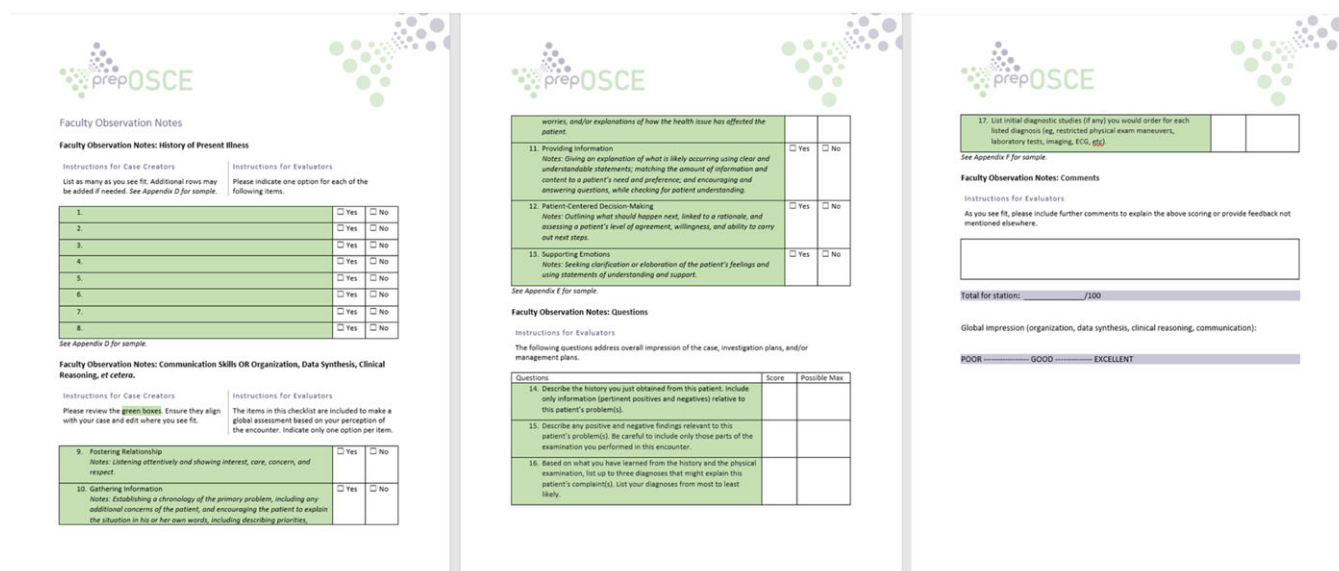 prepOSCE
Faculty Observation Notes
Faculty Observation Notes: History of Present Illness
Instructions for Case Creators
List as many as you see fit. Additional rows may
be added if needed. See Appendix D for sample.
Instructions for Evaluators
Please indicate one option for each of the
following items.
1. ☐ Yes ☐ No
2. ☐ Yes ☐ No
3. ☐ Yes ☐ No
4. ☐ Yes ☐ No
5. ☐ Yes ☐ No
6. ☐ Yes ☐ No
7. ☐ Yes ☐ No
8. ☐ Yes ☐ No
See Appendix D for sample.
Faculty Observation Notes: Communication Skills OR Organization, Data Synthesis, Clinical
Reasoning, et cetera.
Instructions for Case Creators
Please review the green boxes. Ensure they align
with your case and edit where you see fit.
Instructions for Evaluators
The items in this checklist are included to make a
global assessment based on your perception of
the encounter. Indicate only one option per item.
9. Fostering Relationship ☐ Yes ☐ No
Notes: Listening attentively and showing interest, care, concern, and
respect.
10. Gathering Information ☐ Yes ☐ No
Notes: Establishing a chronology of the primary problem, including any
additional concerns of the patient, and encouraging the patient to explain
the situation in his or her own words, including describing priorities,
prepOSCE
worries, and/or explanations of how the health issue has affected the
patient.
11. Providing Information ☐ Yes ☐ No
Notes: Giving an explanation of what is likely occurring using clear and
understandable statements; matching the amount of information and
content to a patient's need and preference; and encouraging and
answering questions, while checking for patient understanding.
12. Patient-Centered Decision-Making ☐ Yes ☐ No
Notes: Outlining what should happen next, linked to a rationale, and
assessing a patient's level of agreement, willingness, and ability to carry
out next steps.
13. Supporting Emotions ☐ Yes ☐ No
Notes: Seeking clarification or elaboration of the patient's feelings and
using statements of understanding and support.
See Appendix E for sample.
Faculty Observation Notes: Questions
Instructions for Evaluators
The following questions address overall impression of the case, investigation plans, and/or
management plans.
Questions Score Possible Max
14. Describe the history you just obtained from this patient. Include
only information (pertinent positives and negatives) relative to
this patient's problem(s).
15. Describe any positive and negative findings relevant to this
patient's problem(s). Be careful to include only those parts of the
examination you performed in this encounter.
16. Based on what you have learned from the history and the physical
examination, list up to three diagnoses that might explain this
patient's complaint(s). List your diagnoses from most to least
likely.
prepOSCE
17. List initial diagnostic studies (if any) you would order for each
listed diagnosis (eg, restricted physical exam maneuvers,
laboratory tests, imaging, ECG, etc).
See Appendix F for sample.
Faculty Observation Notes: Comments
Instructions for Evaluators
As you see fit, please include further comments to explain the above scoring or provide feedback not
mentioned elsewhere.
Total for station: _______________/100
Global impression (organization, data synthesis, clinical reasoning, communication):
POOR ----------------- GOOD -------------- EXCELLENT